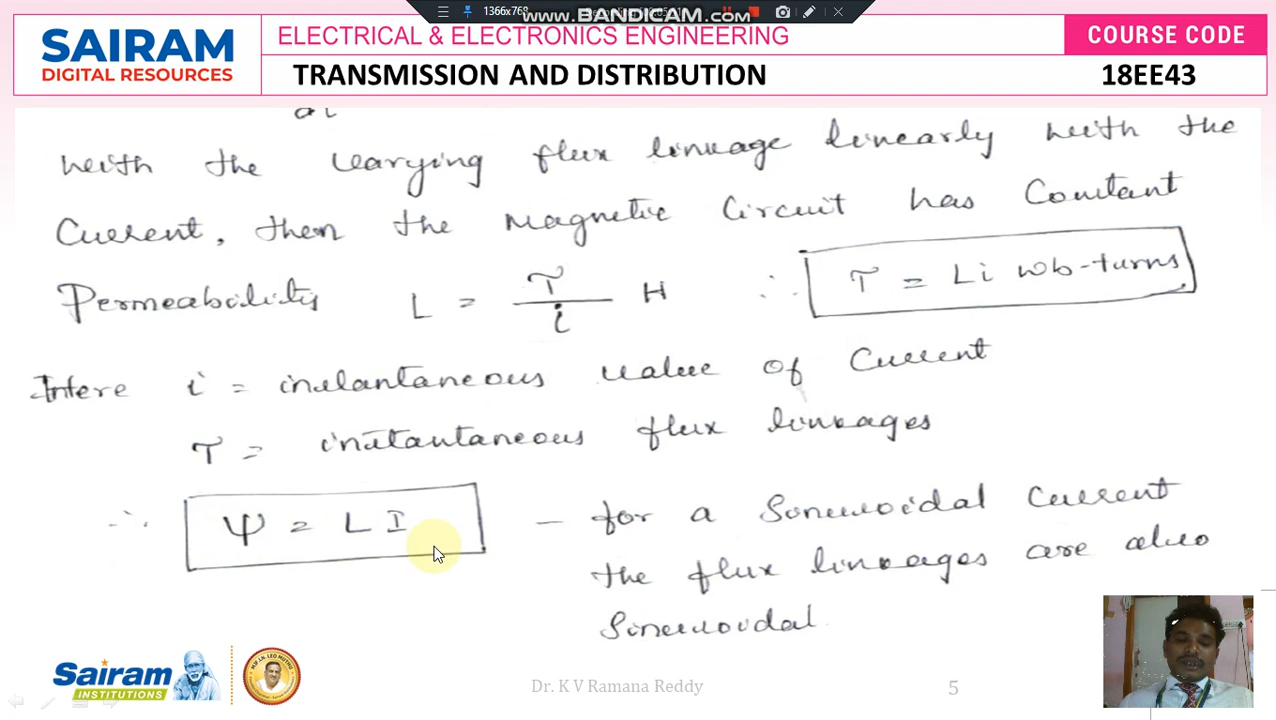 1366x768
www.BANDICAM.com
SAIRAM
DIGITAL RESOURCES
ELECTRICAL & ELECTRONICS ENGINEERING
COURSE CODE
TRANSMISSION AND DISTRIBUTION
18EE43
with the varying flux linkage linearly with the
Current, then the magnetic Circuit has Constant
Permeability L = τ/i H ∴ τ = Li wb-turns
i = instantaneous value of Current
τ = instantaneous flux linkages
∴ Ψ = LI – for a Sinusoidal Current
the flux linkages are also
Sinusoidal
Sairam
INSTITUTIONS
Dr. K V Ramana Reddy
5